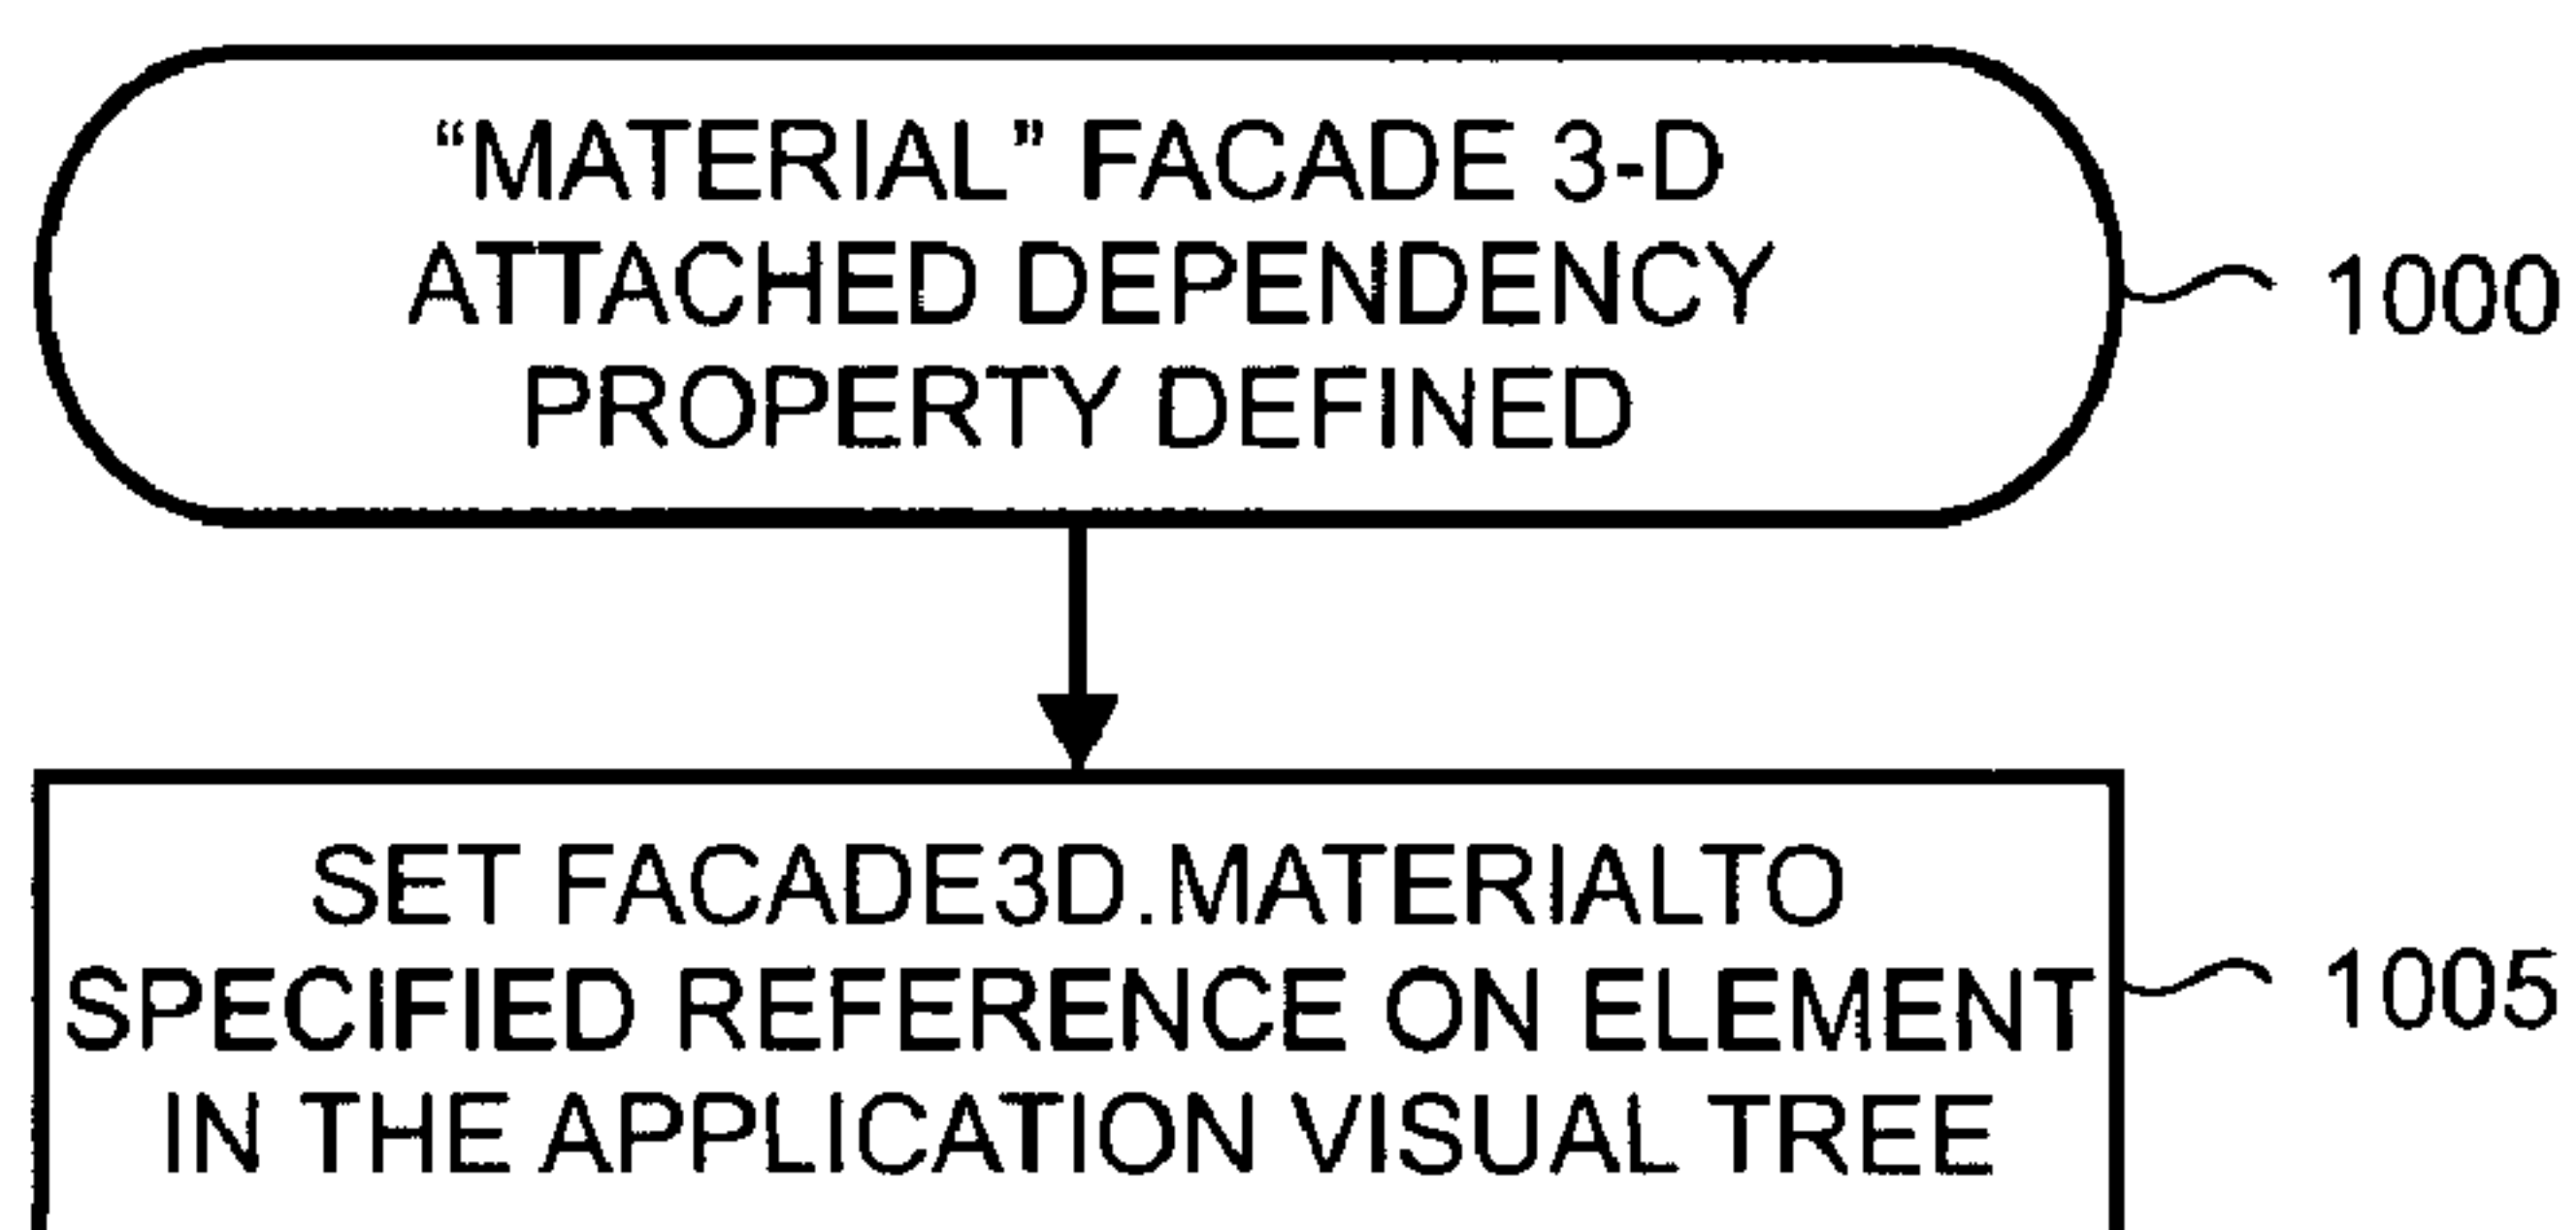 “MATERIAL” FACADE 3-D
ATTACHED DEPENDENCY
PROPERTY DEFINED
1000
SET FACADE3D.MATERIALTO
SPECIFIED REFERENCE ON ELEMENT
IN THE APPLICATION VISUAL TREE
1005